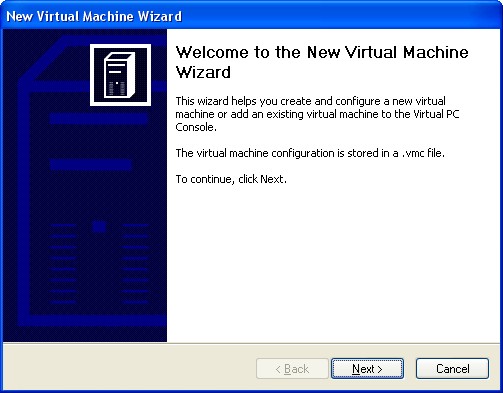 New Virtual Machine Wizard
Welcome to the New Virtual Machine
Wizard
This wizard helps you create and configure a new virtual
machine or add an existing virtual machine to the Virtual PC
Console.
The virtual machine configuration is stored in a .vmc file.
To continue, click Next.
< Back Next > Cancel